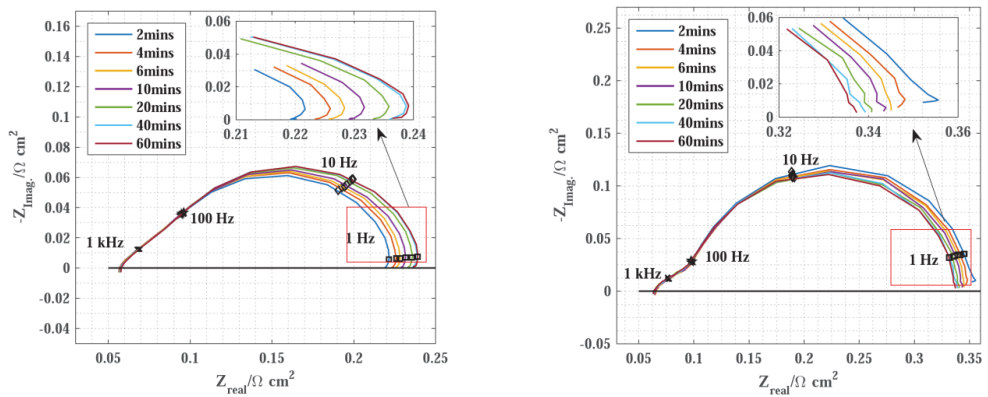 0.16
0.14
0.12
0.1
0.08
0.06
0.04
0.02
0
-0.02
-0.04
-Z_Imag./Ω cm²
2mins
4mins
6mins
10mins
20mins
40mins
60mins
0.06
0.04
0.02
0.00
0.21 0.22 0.23 0.24
10 Hz
100 Hz
1 kHz
1 Hz
0.05 0.1 0.15 0.2 0.25
Z_real/Ω cm²
0.25
0.2
0.15
0.1
0.05
0
-0.05
-Z_Imag./Ω cm²
2mins
4mins
6mins
10mins
20mins
40mins
60mins
0.06
0.04
0.02
0.00
0.32 0.34 0.36
10 Hz
100 Hz
1 kHz
1 Hz
0.05 0.1 0.15 0.2 0.25 0.3 0.35
Z_real/Ω cm²